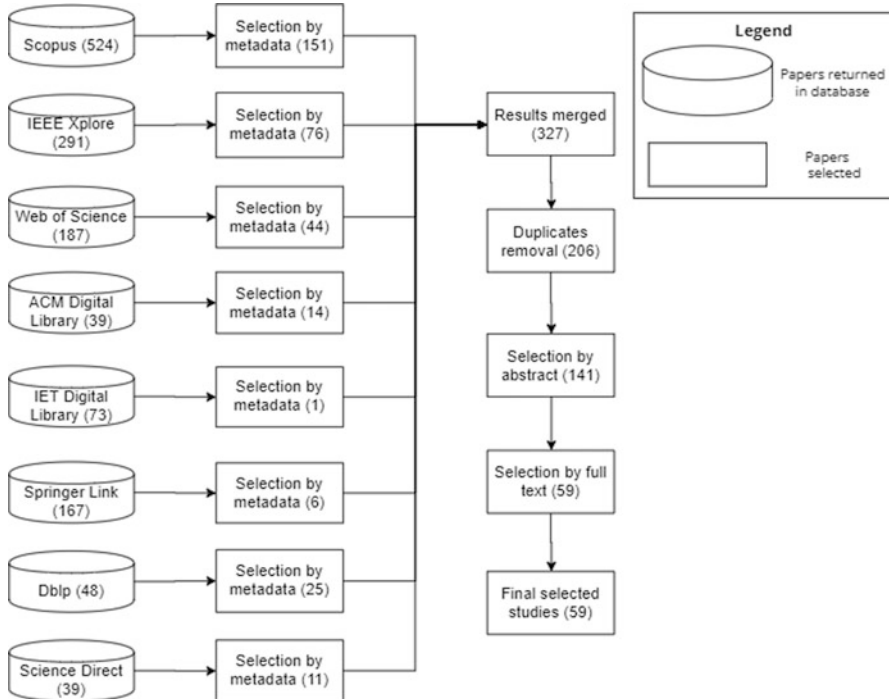 Scopus (524)
Selection by
metadata (151)
IEEE Xplore
(291)
Selection by
metadata (76)
Web of Science
(187)
Selection by
metadata (44)
ACM Digital
Library (39)
Selection by
metadata (14)
IET Digital
Library (73)
Selection by
metadata (1)
Springer Link
(167)
Selection by
metadata (6)
Dblp (48)
Selection by
metadata (25)
Science Direct
(39)
Selection by
metadata (11)
Results merged
(327)
Duplicates
removal (206)
Selection by
abstract (141)
Selection by full
text (59)
Final selected
studies (59)
Legend
Papers returned
in database
Papers
selected